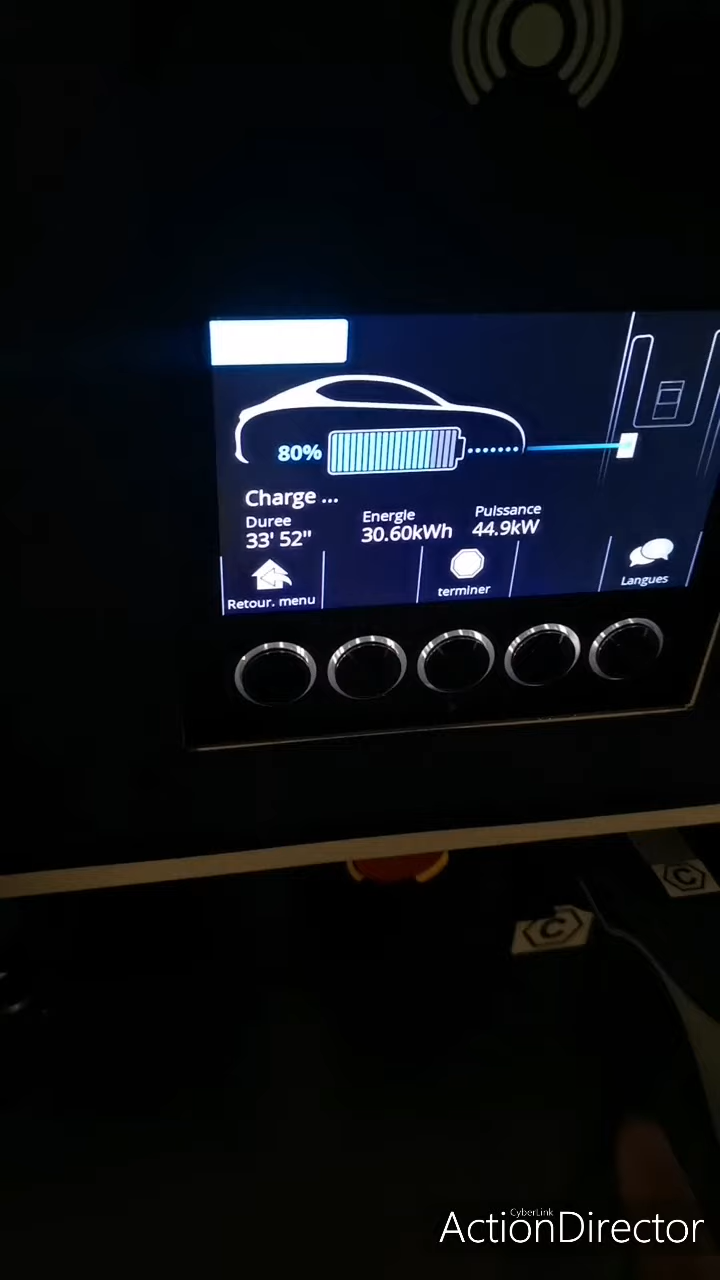 80%
Charge ...
Duree
33' 52"
Energie
30.60kWh
Puissance
44.9kW
Retour. menu
terminer
Langues
C
C
CyberLink
ActionDirector